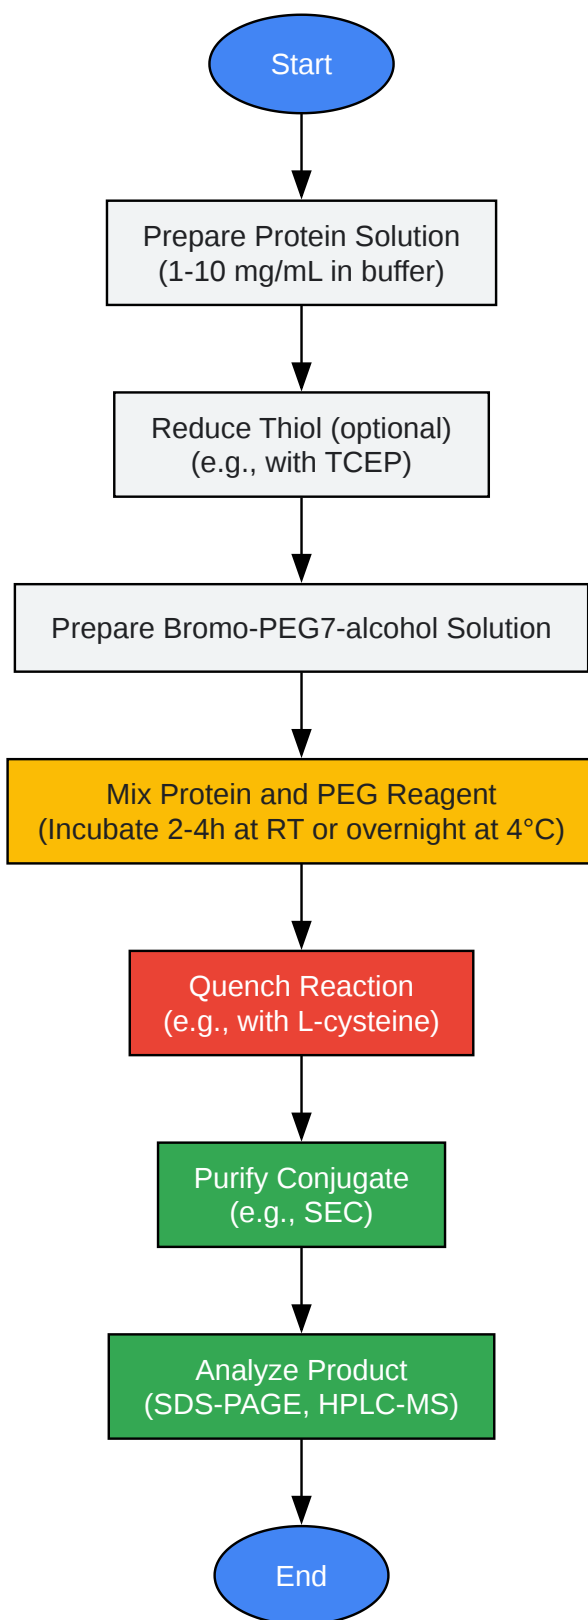 Start
Prepare Protein Solution
(1-10 mg/mL in buffer)
Reduce Thiol (optional)
(e.g., with TCEP)
Prepare Bromo-PEG7-alcohol Solution
Mix Protein and PEG Reagent
(Incubate 2-4h at RT or overnight at 4°C)
Quench Reaction
(e.g., with L-cysteine)
Purify Conjugate
(e.g., SEC)
Analyze Product
(SDS-PAGE, HPLC-MS)
End